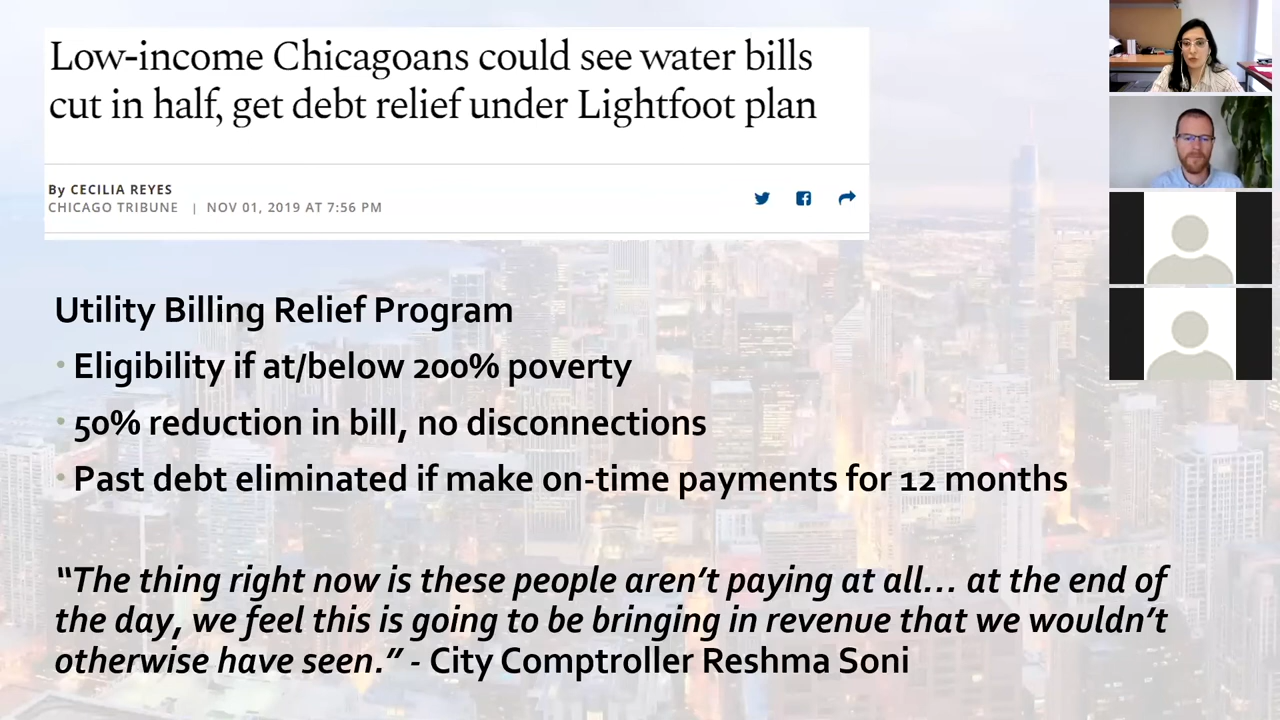 Low-income Chicagoans could see water bills
cut in half, get debt relief under Lightfoot plan
By CECILIA REYES
CHICAGO TRIBUNE | NOV 01, 2019 AT 7:56 PM
Utility Billing Relief Program
• Eligibility if at/below 200% poverty
• 50% reduction in bill, no disconnections
• Past debt eliminated if make on-time payments for 12 months
“The thing right now is these people aren’t paying at all… at the end of
the day, we feel this is going to be bringing in revenue that we wouldn’t
otherwise have seen.” - City Comptroller Reshma Soni